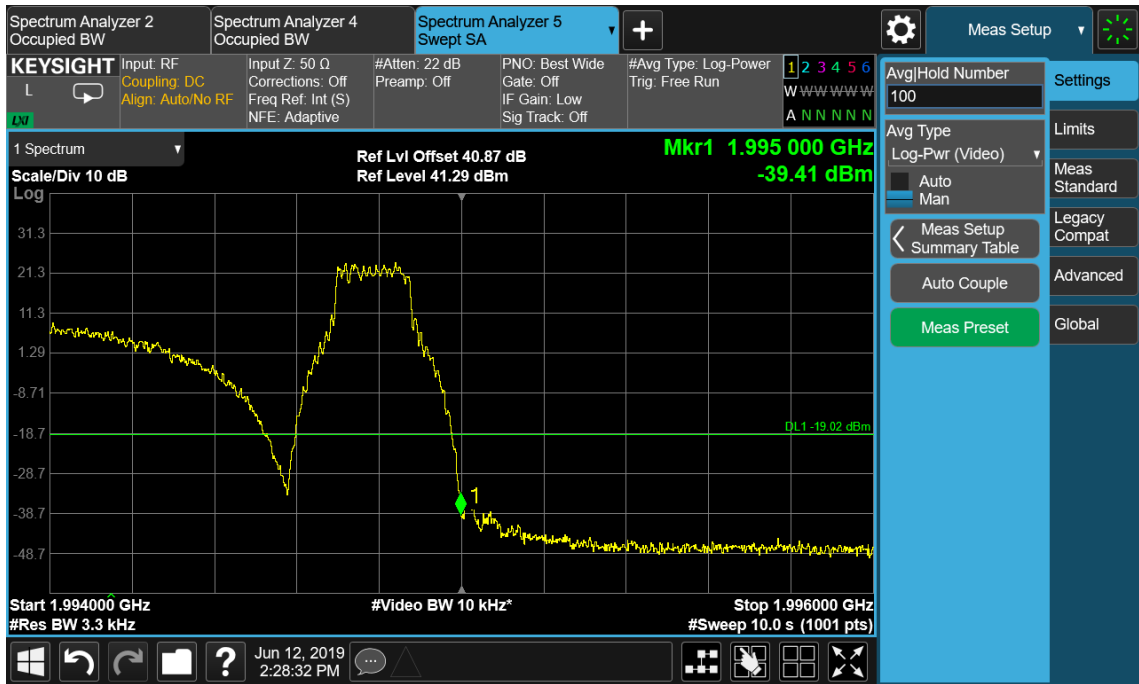 Spectrum Analyzer 2
Occupied BW
Spectrum Analyzer 4
Occupied BW
Spectrum Analyzer 5
Swept SA
Meas Setup
KEYSIGHT
L
LXI
Input: RF
Coupling: DC
Align: Auto/No RF
Input Z: 50 Ω
Corrections: Off
Freq Ref: Int (S)
NFE: Adaptive
#Atten: 22 dB
Preamp: Off
PNO: Best Wide
Gate: Off
IF Gain: Low
Sig Track: Off
#Avg Type: Log-Power
Trig: Free Run
1 2 3 4 5 6
W W W W W W
A N N N N N
1 Spectrum
Scale/Div 10 dB
Ref Lvl Offset 40.87 dB
Ref Level 41.29 dBm
Mkr1 1.995 000 GHz
-39.41 dBm
Log
31.3
21.3
11.3
1.29
-8.71
-18.7
-28.7
-38.7
-48.7
DL1 -19.02 dBm
1
Start 1.994000 GHz
#Res BW 3.3 kHz
#Video BW 10 kHz*
Stop 1.996000 GHz
#Sweep 10.0 s (1001 pts)
Jun 12, 2019
2:28:32 PM
Avg|Hold Number
100
Avg Type
Log-Pwr (Video)
Auto
Man
Meas Setup
Summary Table
Auto Couple
Meas Preset
Settings
Limits
Meas
Standard
Legacy
Compat
Advanced
Global